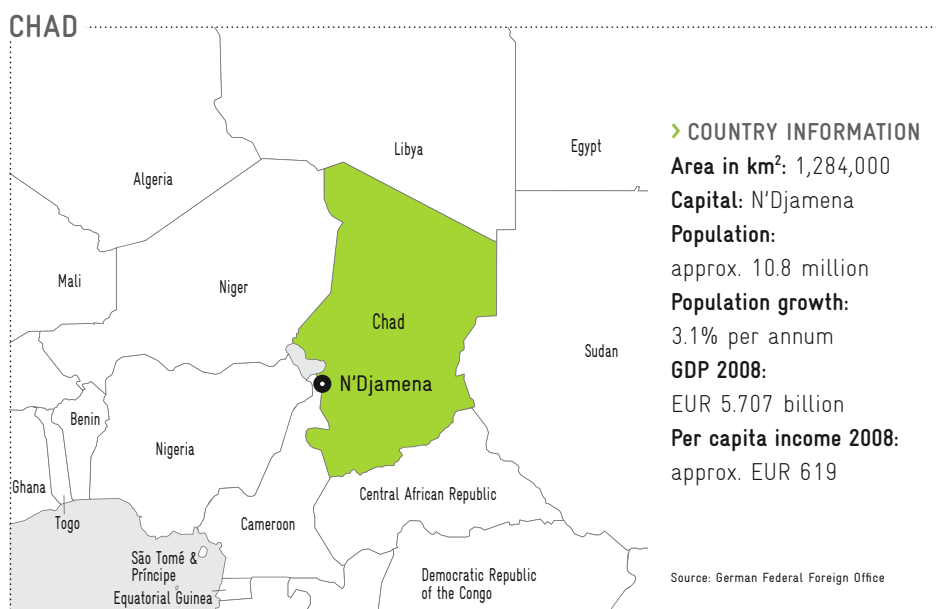 CHAD
Libya
Egypt
Algeria
Mali
Niger
Chad
Sudan
N'Djamena
Benin
Nigeria
Ghana
Togo
Central African Republic
Cameroon
São Tomé &
Príncipe
Equatorial Guinea
Democratic Republic
of the Congo
> COUNTRY INFORMATION
Area in km²: 1,284,000
Capital: N'Djamena
Population:
approx. 10.8 million
Population growth:
3.1% per annum
GDP 2008:
EUR 5.707 billion
Per capita income 2008:
approx. EUR 619
Source: German Federal Foreign Office